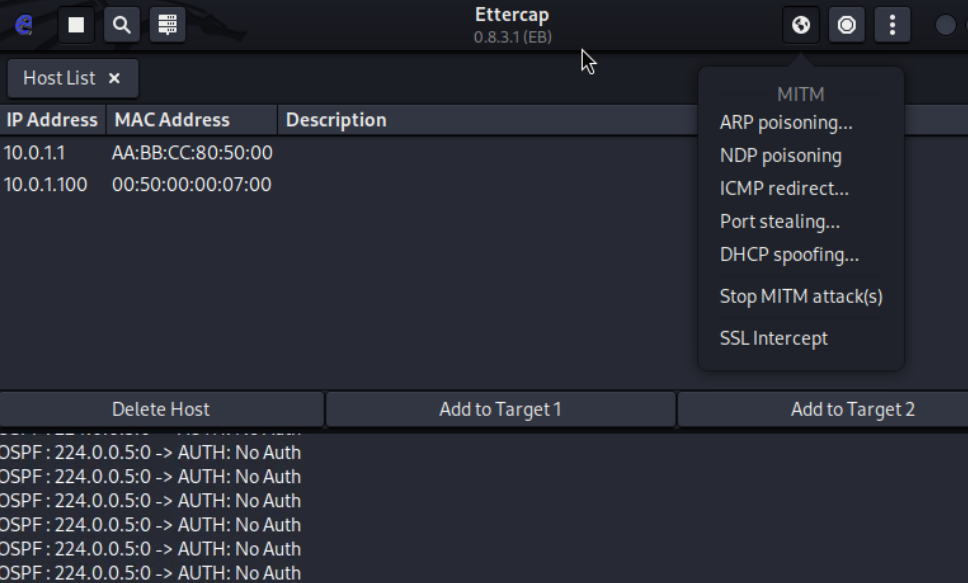 Ettercap
0.8.3.1 (EB)
Host List ×
IP Address MAC Address Description
10.0.1.1 AA:BB:CC:80:50:00
10.0.1.100 00:50:00:00:07:00
MITM
ARP poisoning...
NDP poisoning
ICMP redirect...
Port stealing...
DHCP spoofing...
Stop MITM attack(s)
SSL Intercept
Delete Host Add to Target 1 Add to Target 2
OSPF : 224.0.0.5:0 -> AUTH: No Auth
OSPF : 224.0.0.5:0 -> AUTH: No Auth
OSPF : 224.0.0.5:0 -> AUTH: No Auth
OSPF : 224.0.0.5:0 -> AUTH: No Auth
OSPF : 224.0.0.5:0 -> AUTH: No Auth
OSPF : 224.0.0.5:0 -> AUTH: No Auth